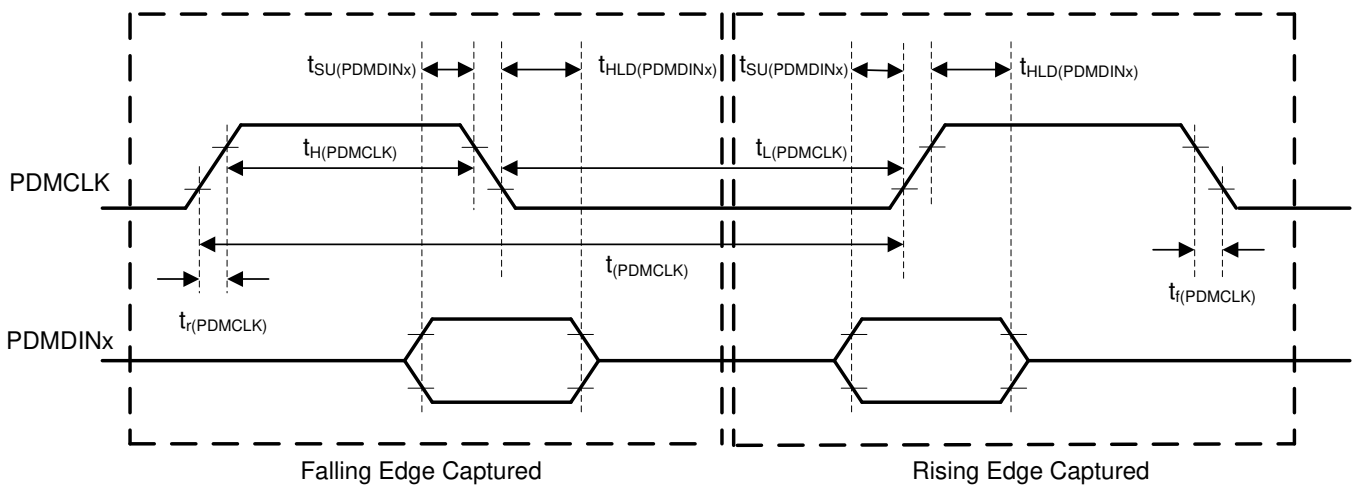 tSU(PDMDINx) tHLD(PDMDINx) tSU(PDMDINx) tHLD(PDMDINx)
tH(PDMCLK) tL(PDMCLK)
PDMCLK
t(PDMCLK)
tr(PDMCLK) tf(PDMCLK)
PDMDINx
Falling Edge Captured Rising Edge Captured